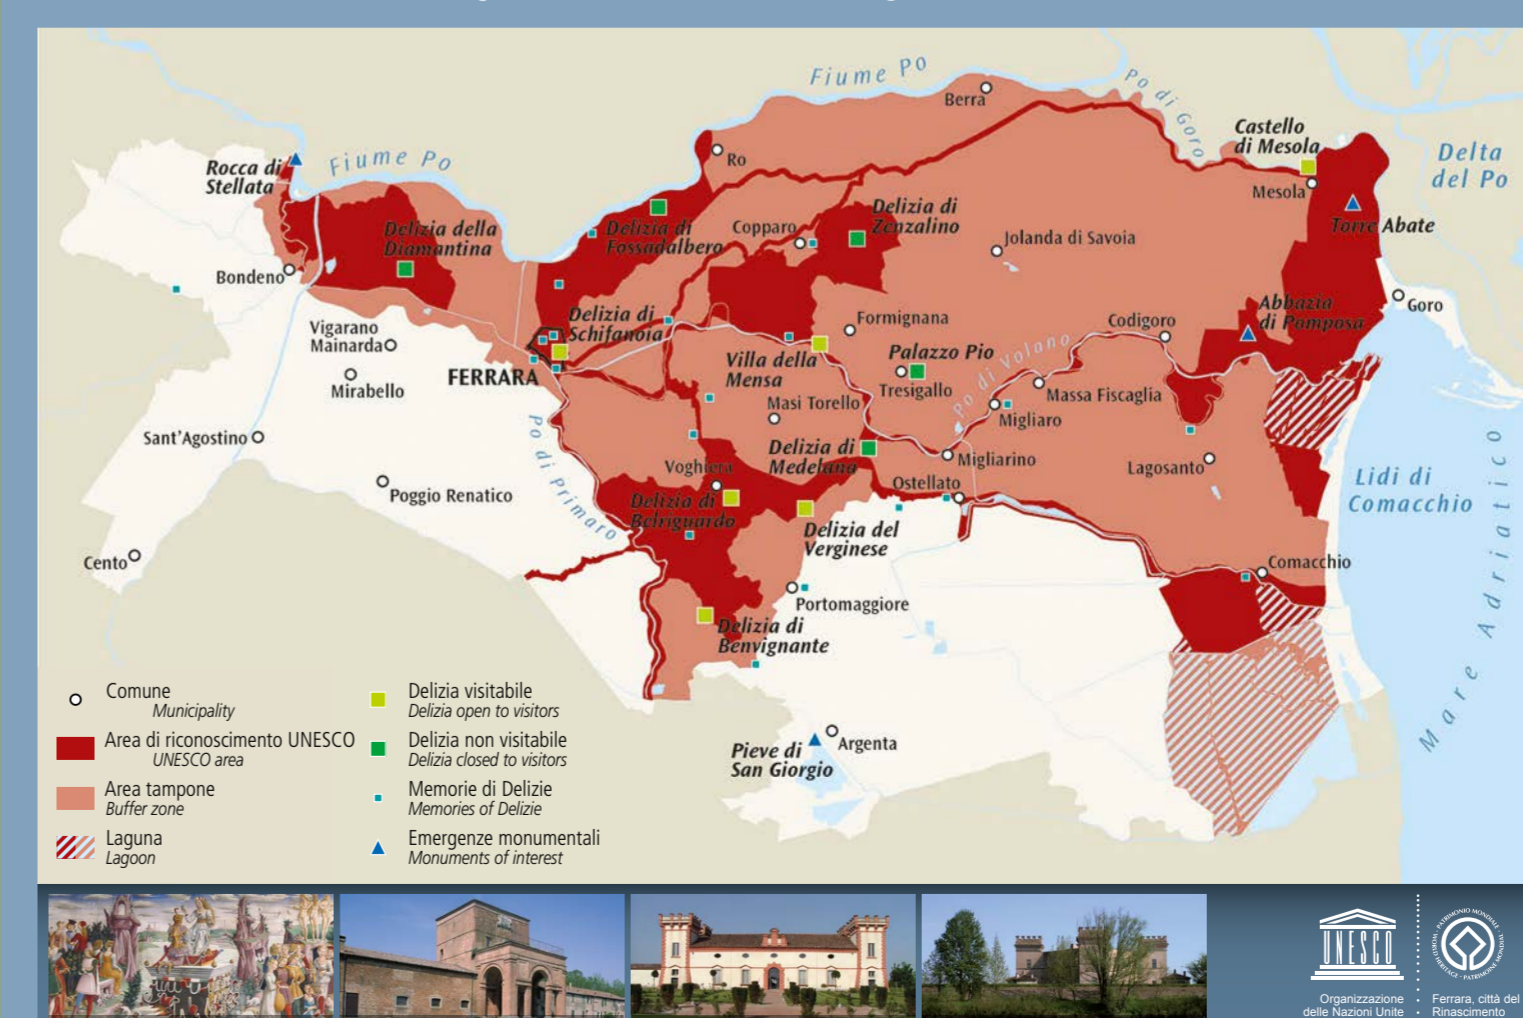 Fiume Po
Berra
Po di Goro
Castello
di Mesola
Delta
del Po
Rocca di
Stellata
Fiume Po
Ro
Mesola
Torre Abate
Delizia della
Diamantina
Delizia di
Fossadalbero
Copparo
Delizia di
Zenzalino
Jolanda di Savoia
Bondeno
Goro
Vigarano
Mainarda
Delizia di
Schifanoia
Formignana
Codigoro
Abbazia
di Pomposa
Mirabello
FERRARA
Villa della
Mensa
Palazzo Pio
Tresigallo
Po di Volano
Massa Fiscaglia
Masi Torello
Migliaro
Sant'Agostino
Po di Primaro
Voghiera
Delizia di
Medelana
Migliarino
Lagosanto
Lidi di
Comacchio
Poggio Renatico
Delizia di
Belriguardo
Ostellato
Mare Adriatico
Cento
Delizia del
Verginese
Comacchio
Portomaggiore
Delizia di
Benvignante
Pieve di
San Giorgio
Argenta
Comune
Municipality
Area di riconoscimento UNESCO
UNESCO area
Area tampone
Buffer zone
Laguna
Lagoon
Delizia visitabile
Delizia open to visitors
Delizia non visitabile
Delizia closed to visitors
Memorie di Delizie
Memories of Delizie
Emergenze monumentali
Monuments of interest
UNESCO
Organizzazione
delle Nazioni Unite
PATRIMONIO MONDIALE • WORLD HERITAGE • PATRIMOINE MONDIAL
Ferrara, città del
Rinascimento